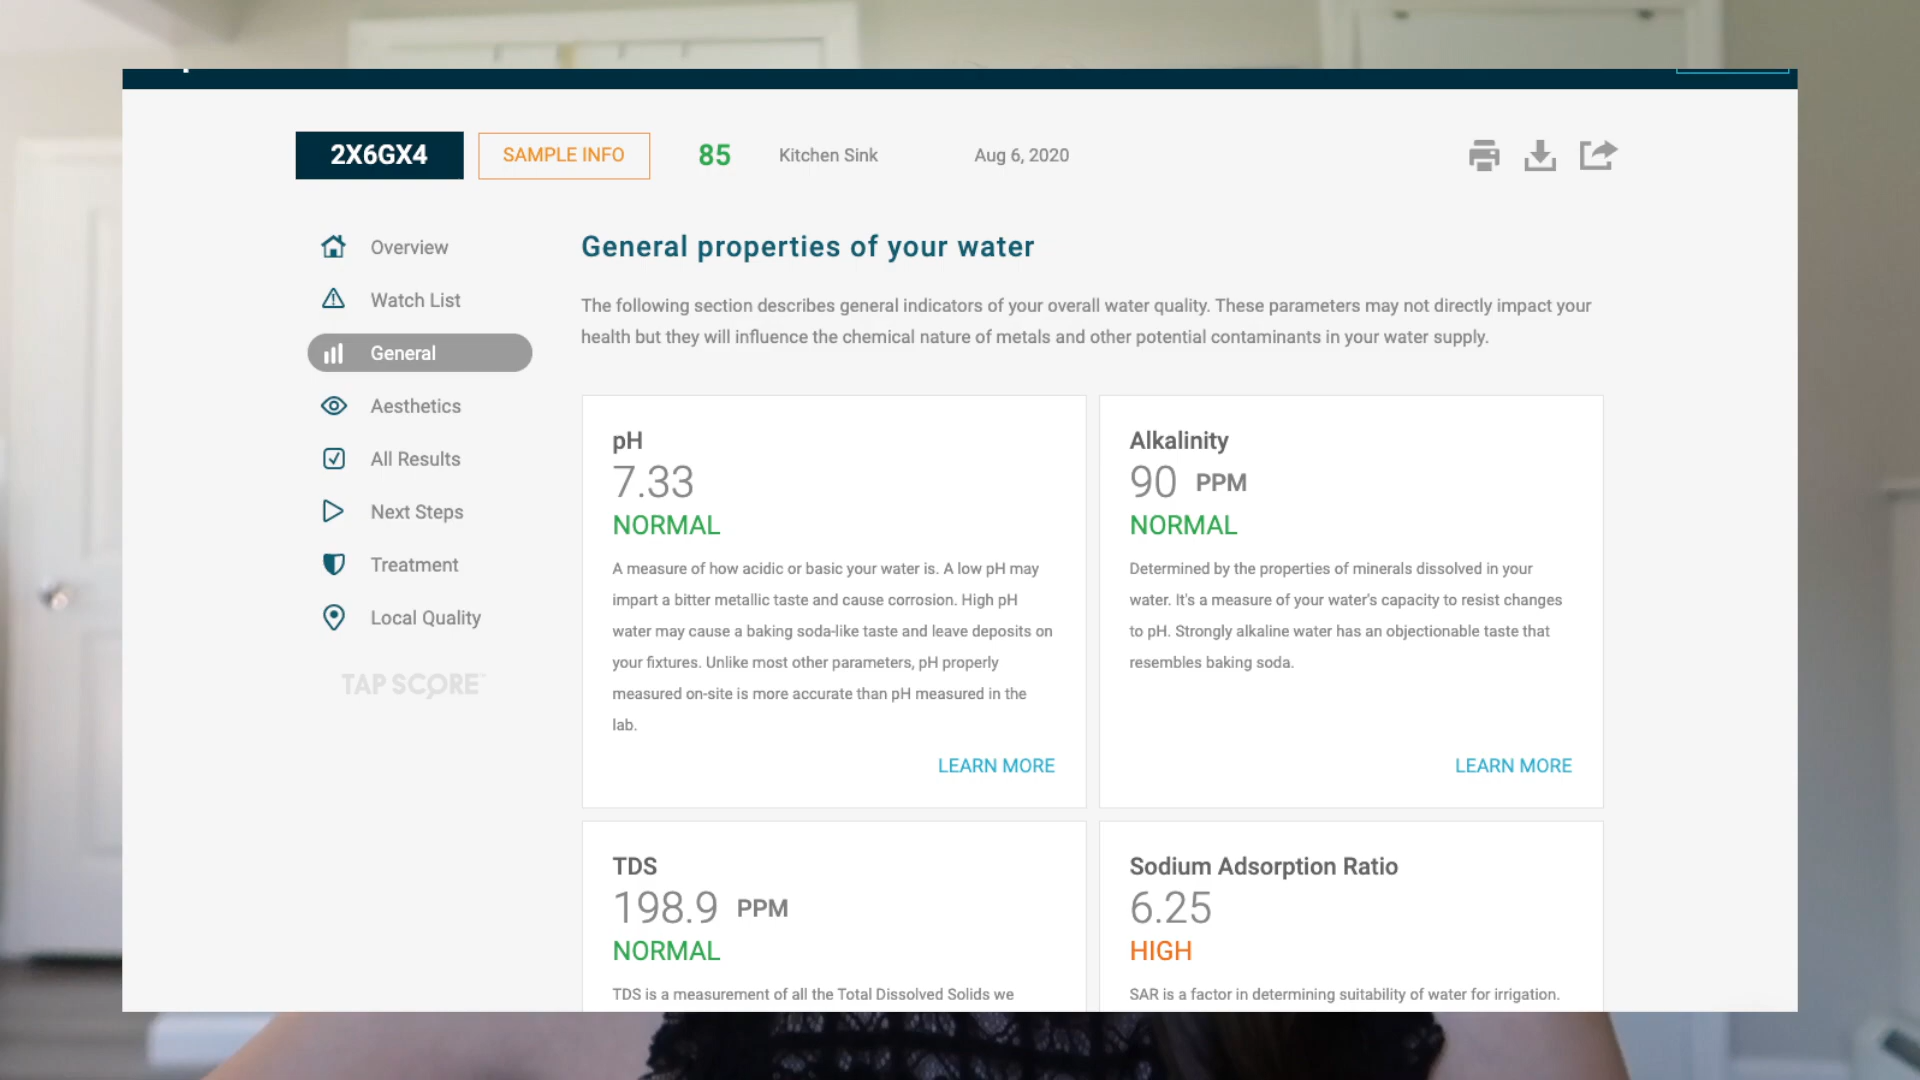 2X6GX4 SAMPLE INFO 85 Kitchen Sink Aug 6, 2020
Overview
Watch List
General
Aesthetics
All Results
Next Steps
Treatment
Local Quality
TAP SCORE™
General properties of your water
The following section describes general indicators of your overall water quality. These parameters may not directly impact your
health but they will influence the chemical nature of metals and other potential contaminants in your water supply.
pH
7.33
NORMAL
A measure of how acidic or basic your water is. A low pH may
impart a bitter metallic taste and cause corrosion. High pH
water may cause a baking soda-like taste and leave deposits on
your fixtures. Unlike most other parameters, pH properly
measured on-site is more accurate than pH measured in the
lab.
LEARN MORE
Alkalinity
90 PPM
NORMAL
Determined by the properties of minerals dissolved in your
water. It's a measure of your water's capacity to resist changes
to pH. Strongly alkaline water has an objectionable taste that
resembles baking soda.
LEARN MORE
TDS
198.9 PPM
NORMAL
TDS is a measurement of all the Total Dissolved Solids we
Sodium Adsorption Ratio
6.25
HIGH
SAR is a factor in determining suitability of water for irrigation.